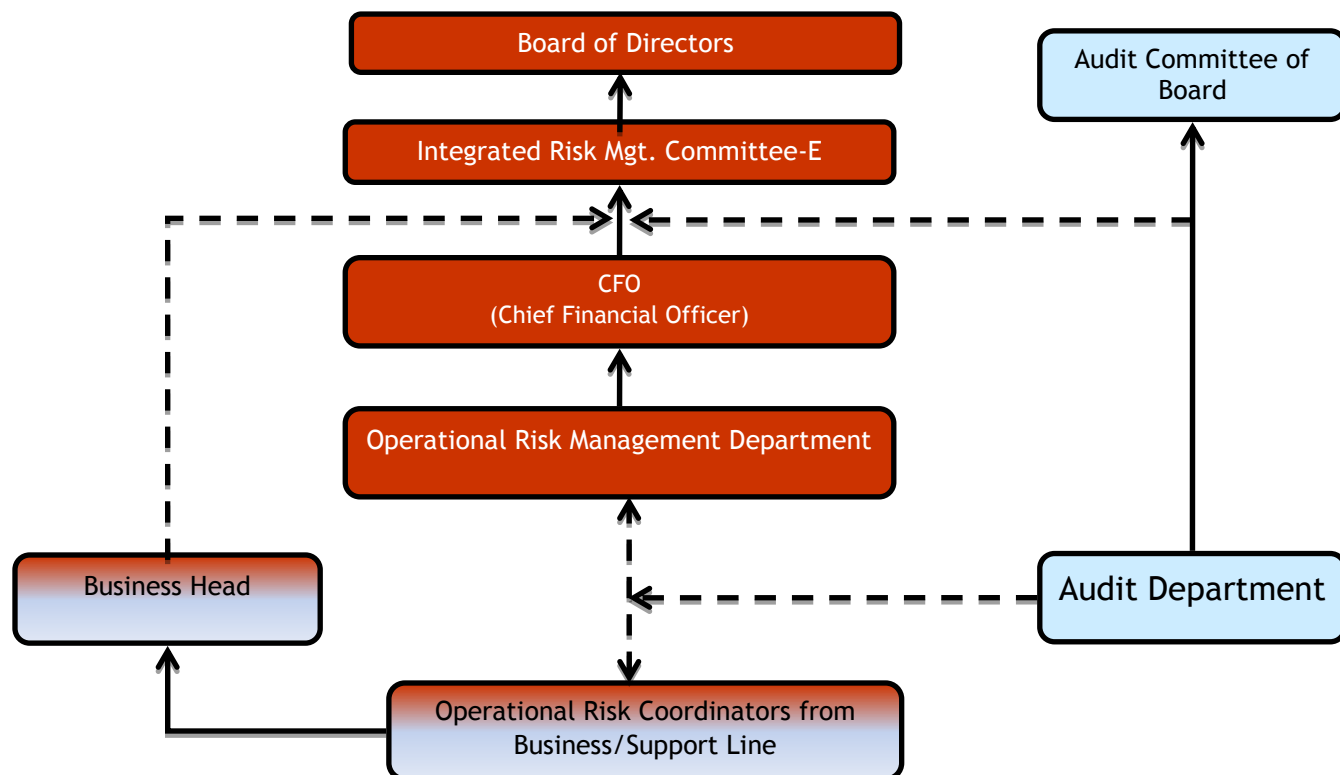 Board of Directors
Audit Committee of
Board
Integrated Risk Mgt. Committee-E
CFO
(Chief Financial Officer)
Operational Risk Management Department
Business Head
Audit Department
Operational Risk Coordinators from
Business/Support Line